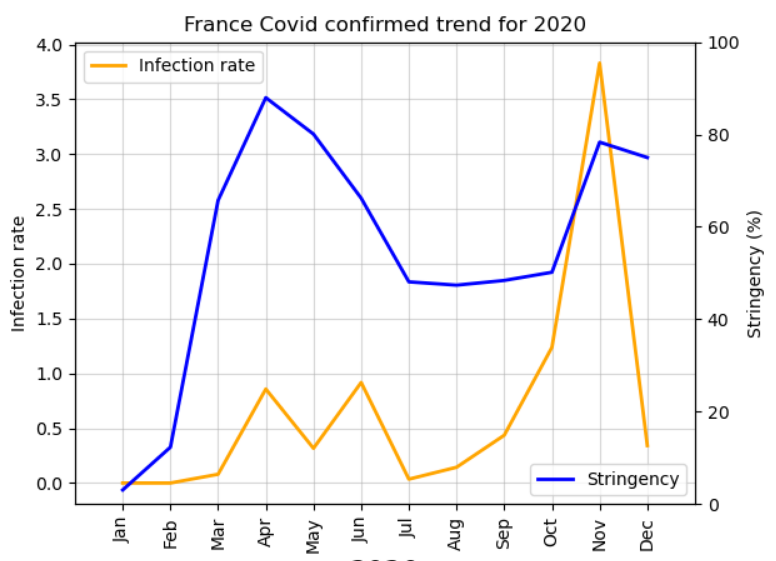 France Covid confirmed trend for 2020
Infection rate
Stringency
Infection rate
4.0
3.5
3.0
2.5
2.0
1.5
1.0
0.5
0.0
Stringency (%)
100
80
60
40
20
0
Jan
Feb
Mar
Apr
May
Jun
Jul
Aug
Sep
Oct
Nov
Dec
2020